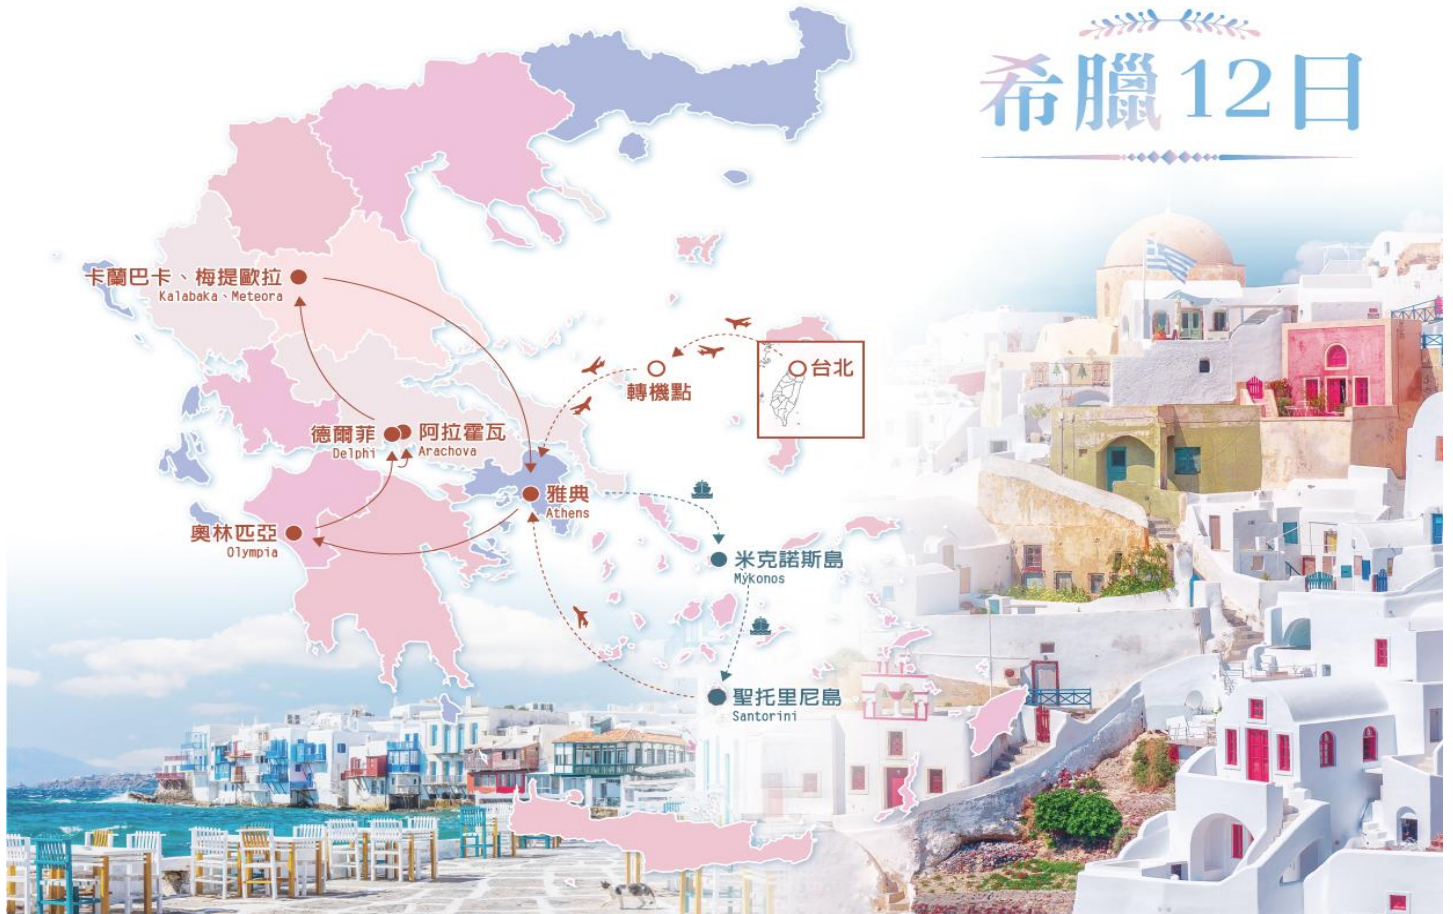 希臘12日
卡蘭巴卡、梅提歐拉
Kalabaka、Meteora
台北
轉機點
德爾菲
Delphi
阿拉霍瓦
Arachova
雅典
Athens
奧林匹亞
Olympia
米克諾斯島
Mykonos
聖托里尼島
Santorini